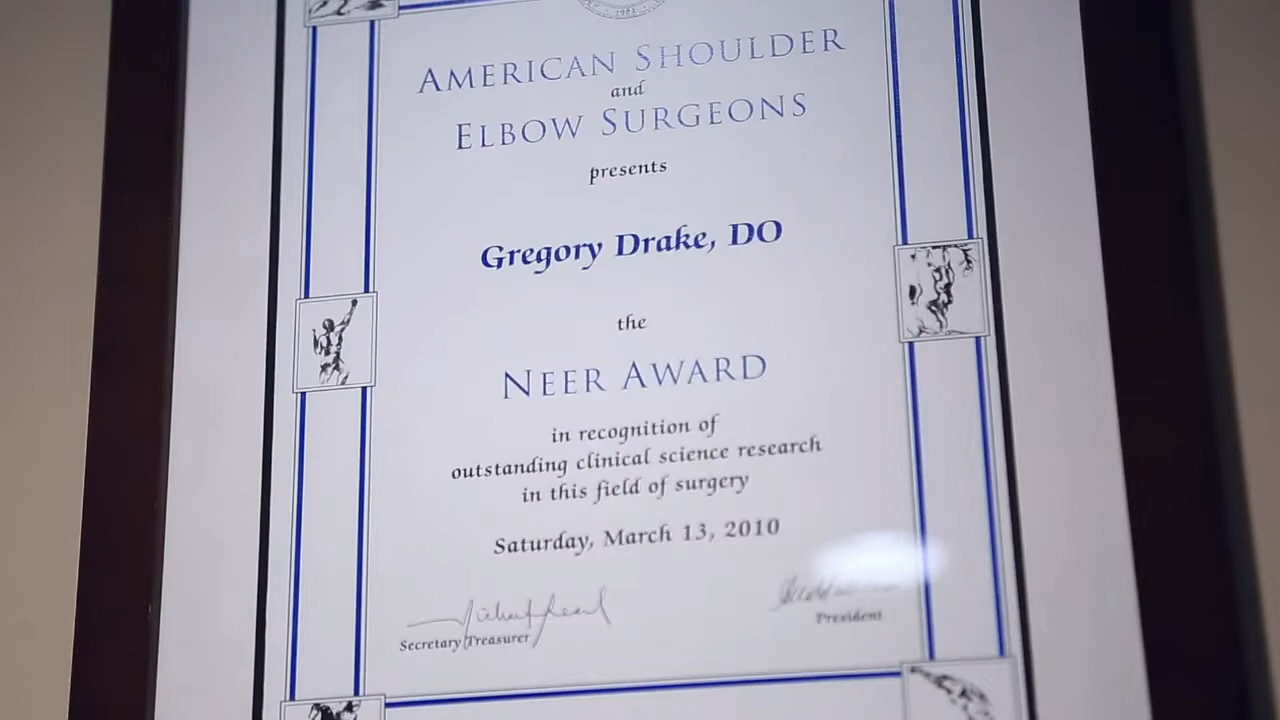 AMERICAN SHOULDER
and
ELBOW SURGEONS
presents
Gregory Drake, DO
the
NEER AWARD
in recognition of
outstanding clinical science research
in this field of surgery
Saturday, March 13, 2010
Secretary Treasurer
President